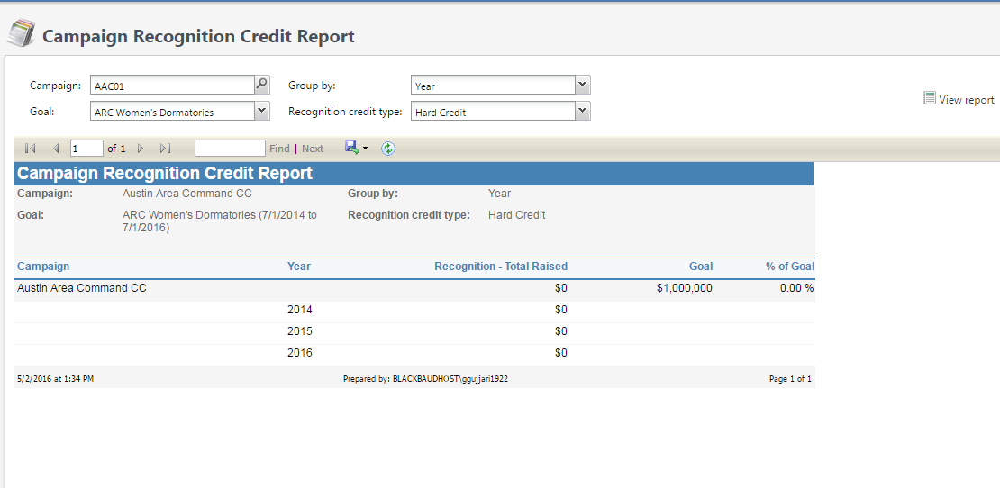 Campaign Recognition Credit Report
Campaign: AAC01 Group by: Year
View report
Goal: ARC Women's Dormatories Recognition credit type: Hard Credit
1 of 1 Find | Next
Campaign Recognition Credit Report
Campaign: Austin Area Command CC Group by: Year
Goal: ARC Women's Dormatories (7/1/2014 to Recognition credit type: Hard Credit
7/1/2016)
Campaign Year Recognition - Total Raised Goal % of Goal
Austin Area Command CC $0 $1,000,000 0.00 %
2014 $0
2015 $0
2016 $0
5/2/2016 at 1:34 PM Prepared by: BLACKBAUDHOST\ggujjari1922 Page 1 of 1